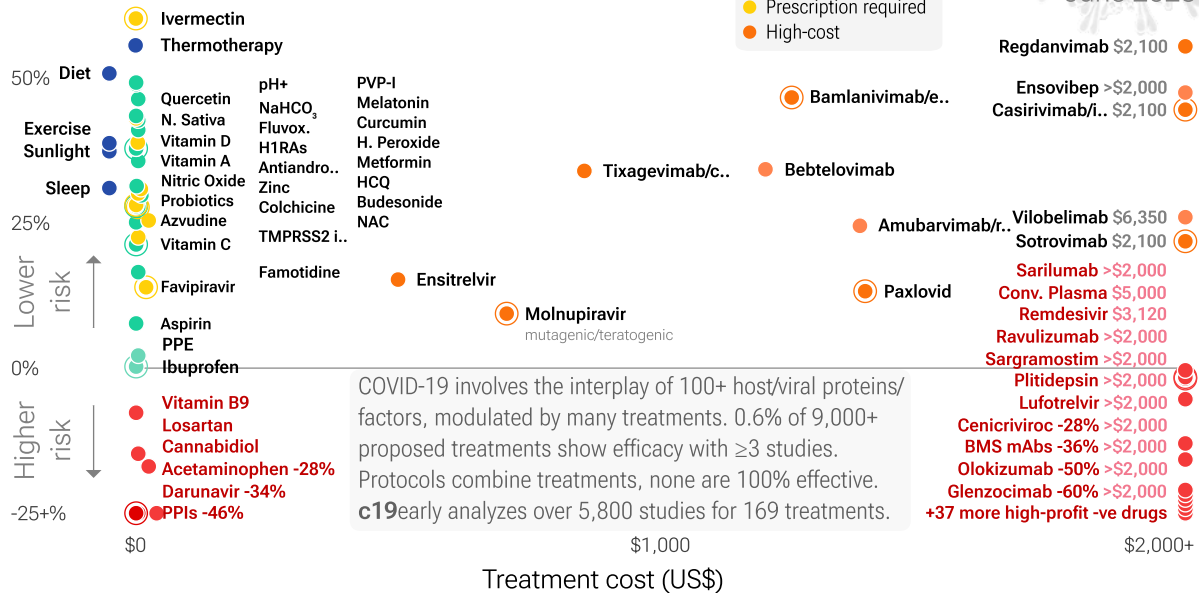 Prescription required
High-cost
Ivermectin
Thermotherapy
50%
Diet
Quercetin
N. Sativa
Exercise
Vitamin D
Sunlight
Vitamin A
Nitric Oxide
Sleep
Probiotics
Azvudine
25%
Vitamin C
Favipiravir
Aspirin
PPE
0%
Ibuprofen
pH+
NaHCO₃
Fluvox.
H1RAs
Antiandro..
Zinc
Colchicine
TMPRSS2 i..
Famotidine
PVP-I
Melatonin
Curcumin
H. Peroxide
Metformin
HCQ
Budesonide
NAC
Ensitrelvir
Molnupiravir
mutagenic/teratogenic
Tixagevimab/c..
Bamlanivimab/e..
Bebtelovimab
Amubarvimab/r..
Paxlovid
Regdanvimab $2,100
Ensovibep >$2,000
Casirivimab/i.. $2,100
Vilobelimab $6,350
Sotrovimab $2,100
Sarilumab >$2,000
Conv. Plasma $5,000
Remdesivir $3,120
Ravulizumab >$2,000
Sargramostim >$2,000
Plitidepsin >$2,000
Lufotrelvir >$2,000
Cenicriviroc -28% >$2,000
BMS mAbs -36% >$2,000
Olokizumab -50% >$2,000
Glenzocimab -60% >$2,000
+37 more high-profit -ve drugs
Lower
risk
Higher
risk
Vitamin B9
Losartan
Cannabidiol
Acetaminophen -28%
Darunavir -34%
-25+%
PPIs -46%
COVID-19 involves the interplay of 100+ host/viral proteins/
factors, modulated by many treatments. 0.6% of 9,000+
proposed treatments show efficacy with ≥3 studies.
Protocols combine treatments, none are 100% effective.
c19early analyzes over 5,800 studies for 169 treatments.
$0
$1,000
$2,000+
Treatment cost (US$)